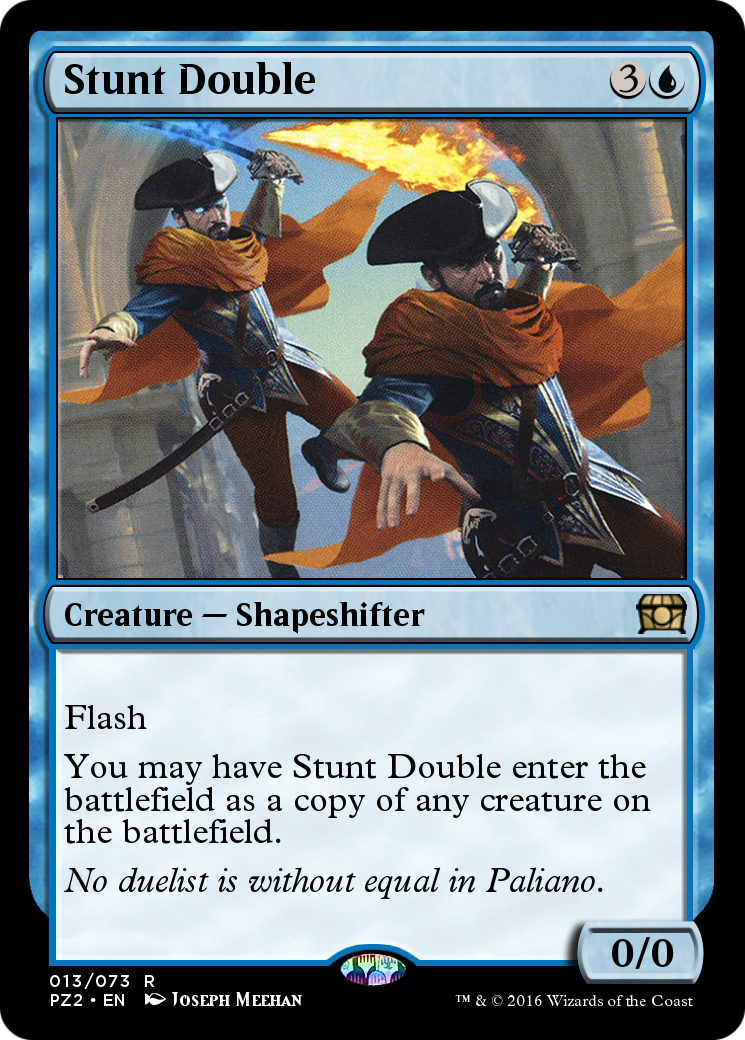 Stunt Double
3
Creature — Shapeshifter
Flash
You may have Stunt Double enter the
battlefield as a copy of any creature on
the battlefield.
No duelist is without equal in Paliano.
0/0
013/073 R
PZ2 • EN Joseph Meehan
™ & © 2016 Wizards of the Coast